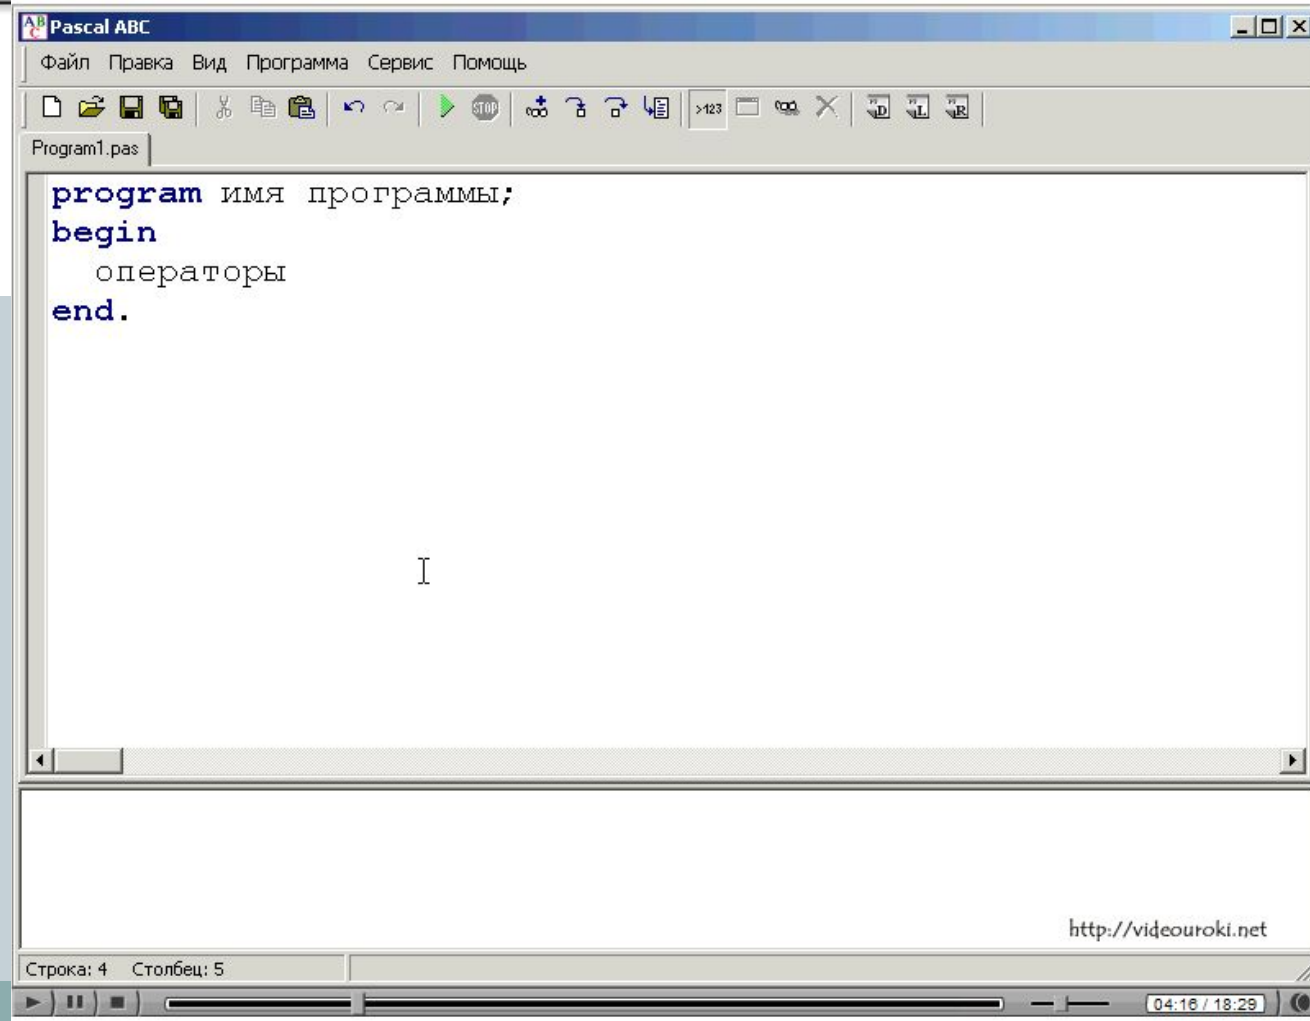 Pascal ABC
Файл Правка Вид Программа Сервис Помощь
STOP >123 D L R
Program1.pas
program имя программы;
begin
операторы
end.
http://videouroki.net
Строка: 4 Столбец: 5
04:16 / 18:29